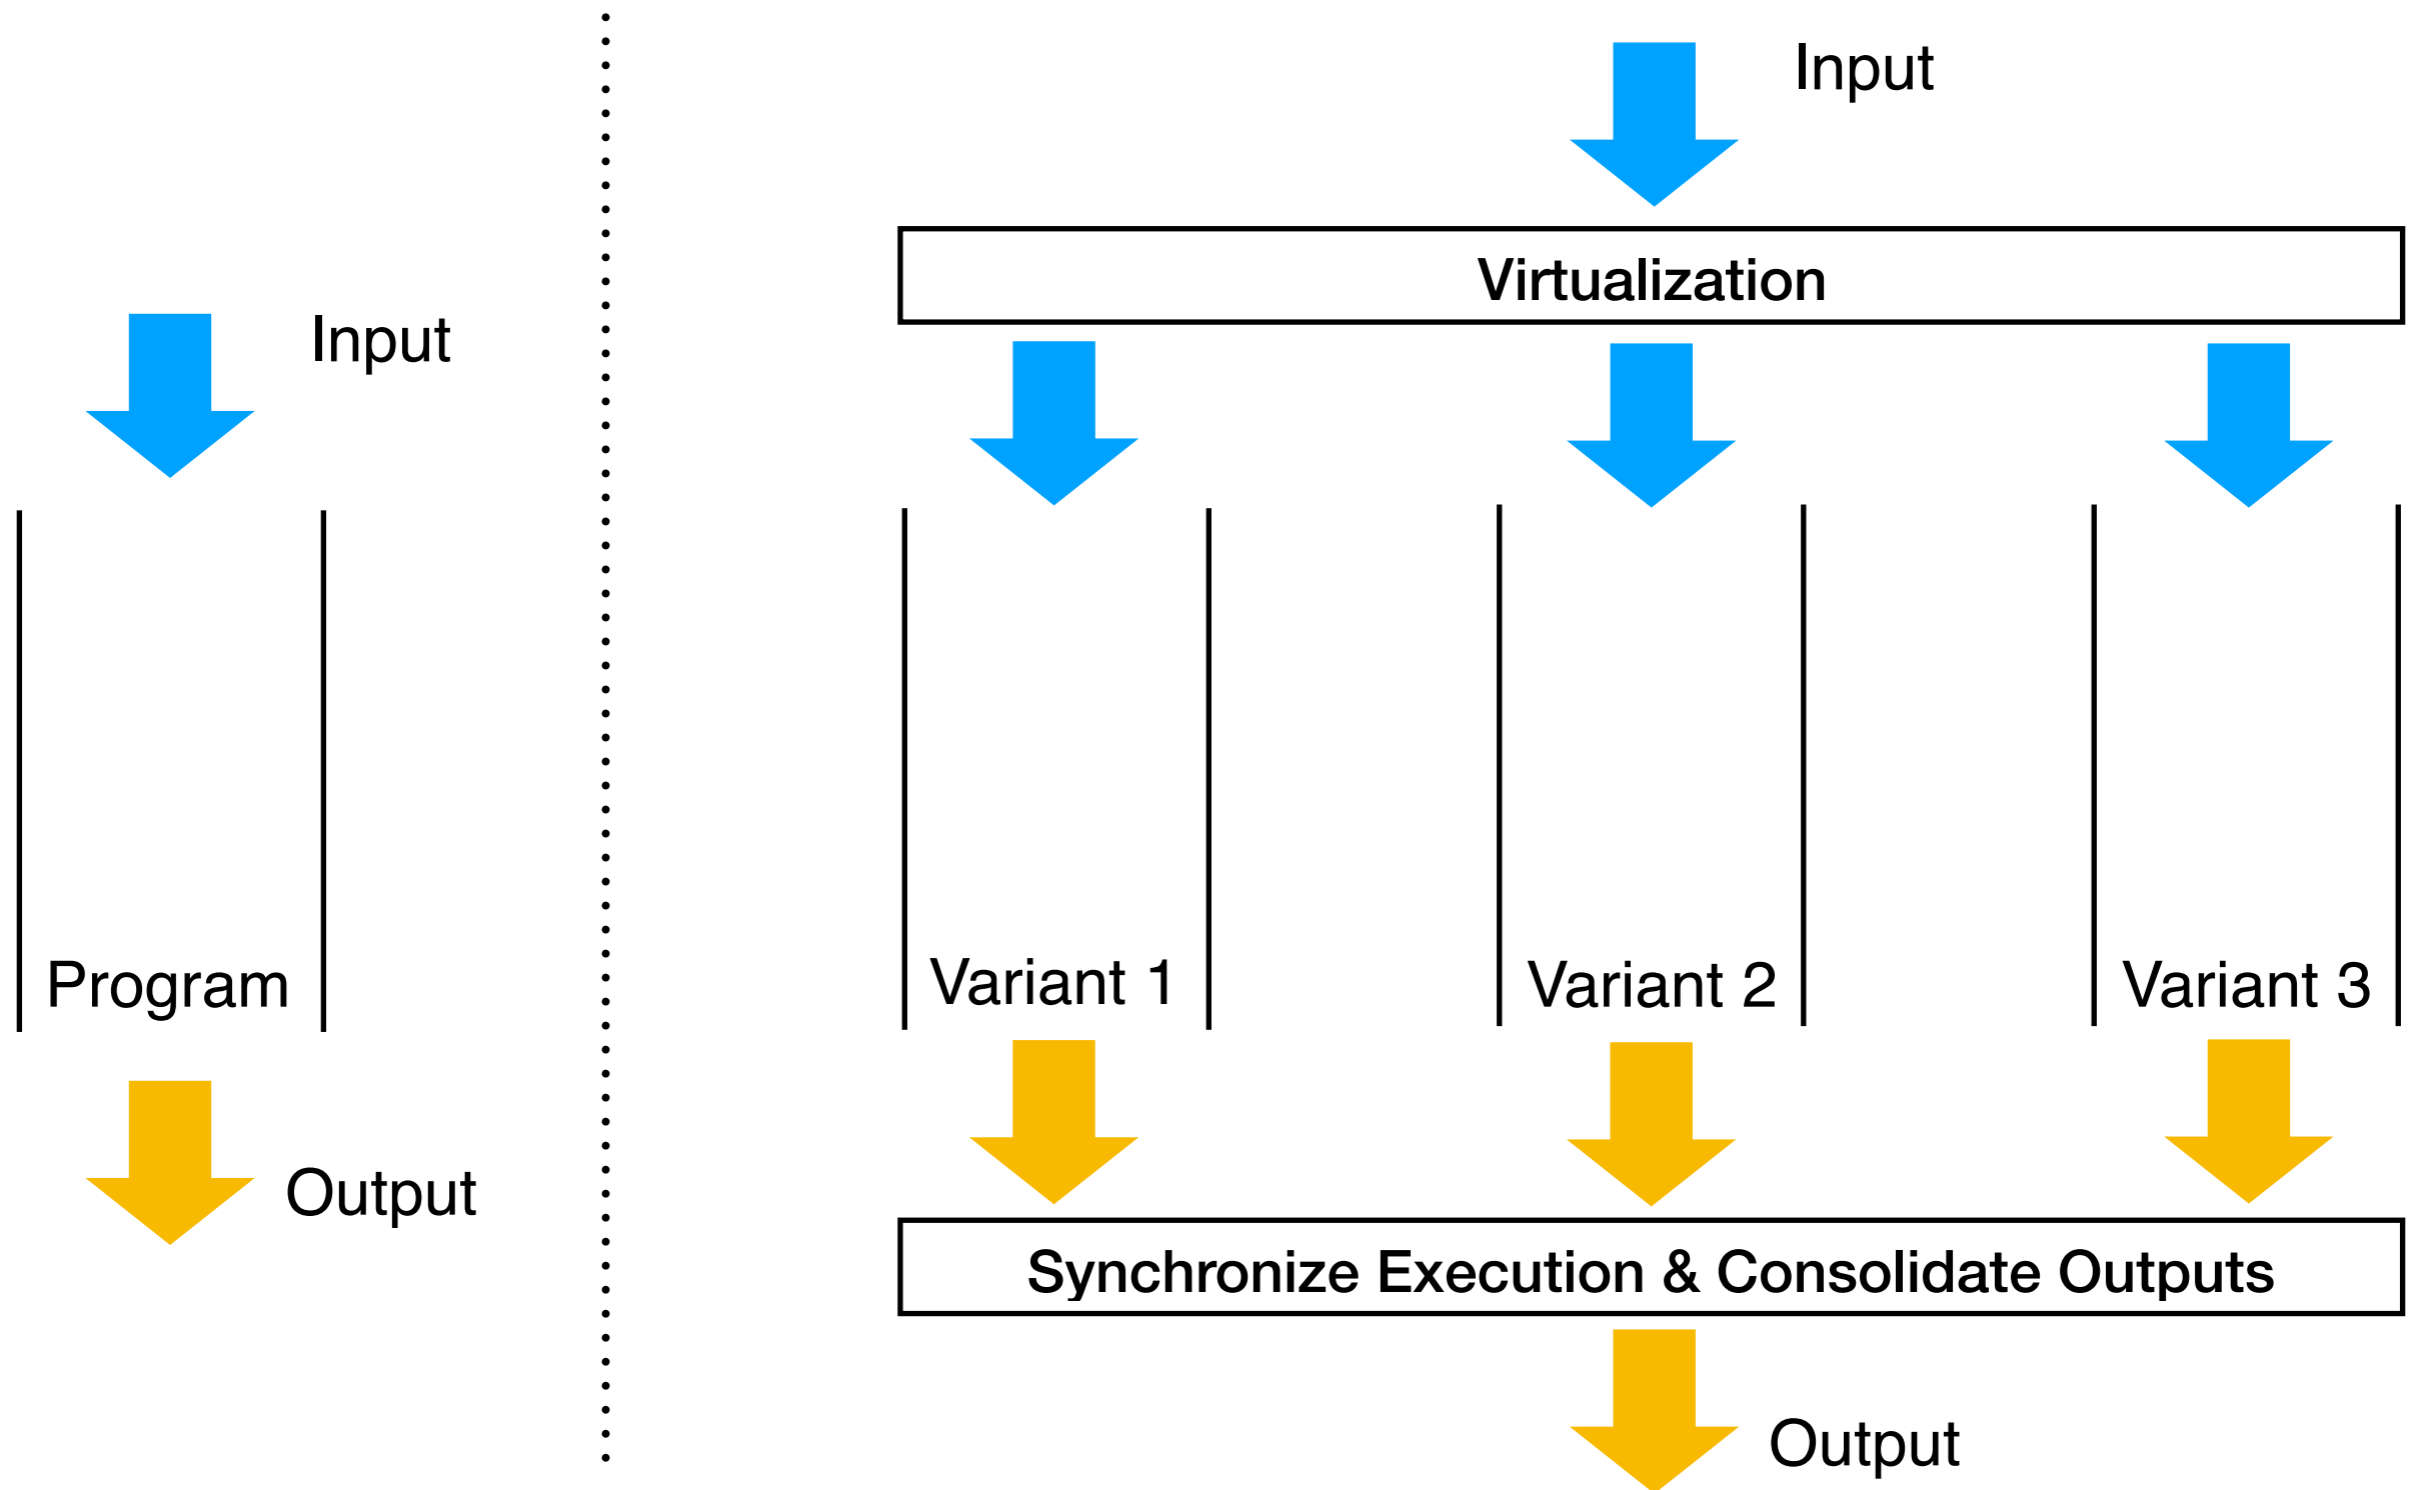 Input
Program
Output
Input
Virtualization
Variant 1
Variant 2
Variant 3
Synchronize Execution & Consolidate Outputs
Output